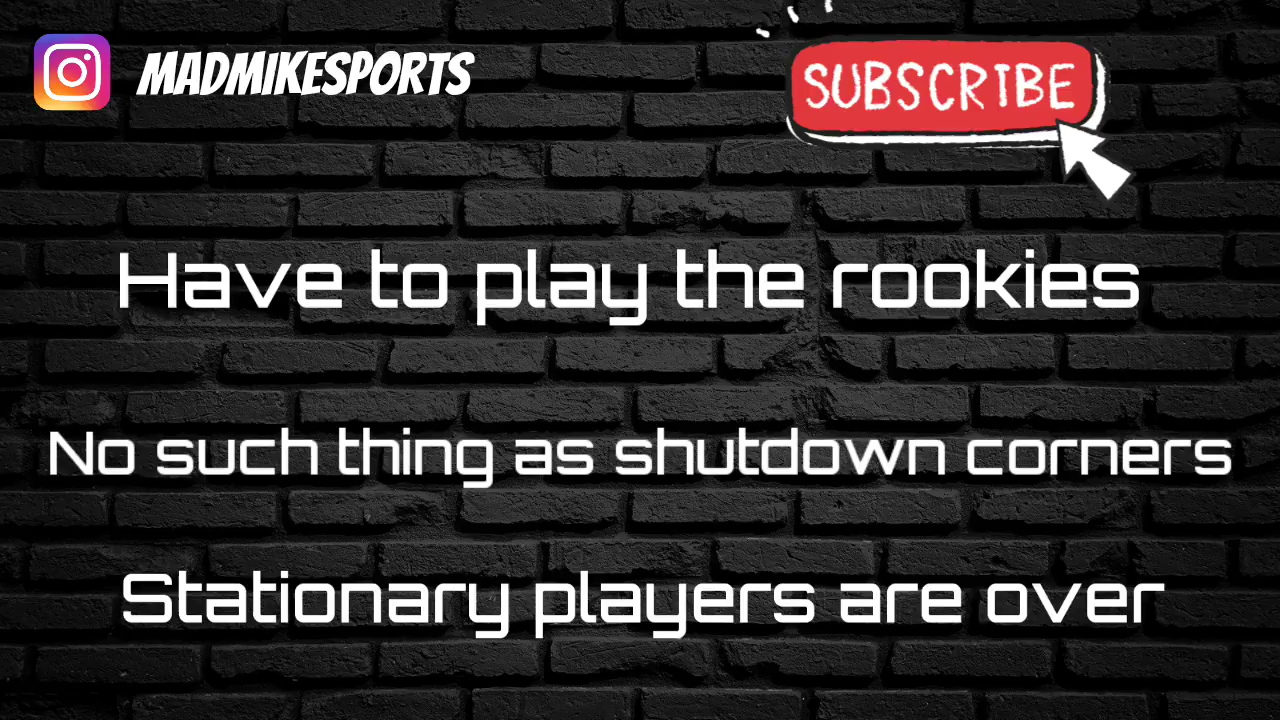 MADMIKESPORTS
SUBSCRIBE
Have to play the rookies
No such thing as shutdown corners
Stationary players are over